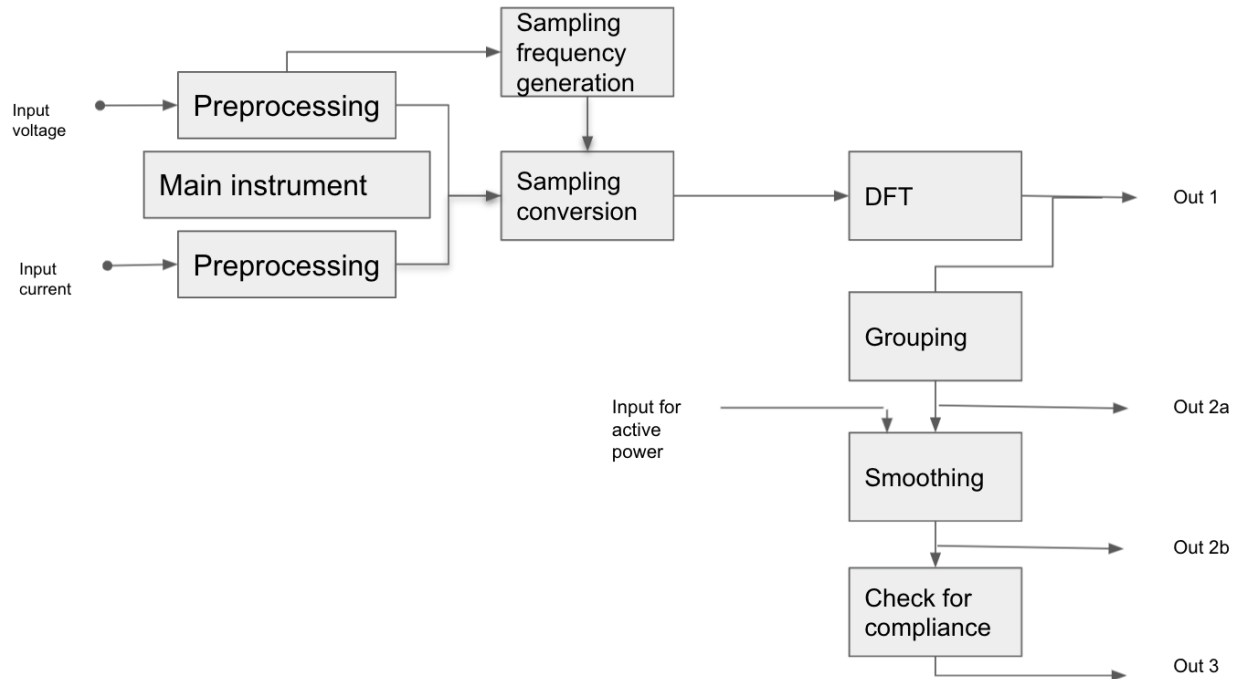 Sampling
frequency
generation
Input
voltage
Preprocessing
Main instrument
Sampling
conversion
DFT
Out 1
Input
current
Preprocessing
Grouping
Input for
active
power
Out 2a
Smoothing
Out 2b
Check for
compliance
Out 3